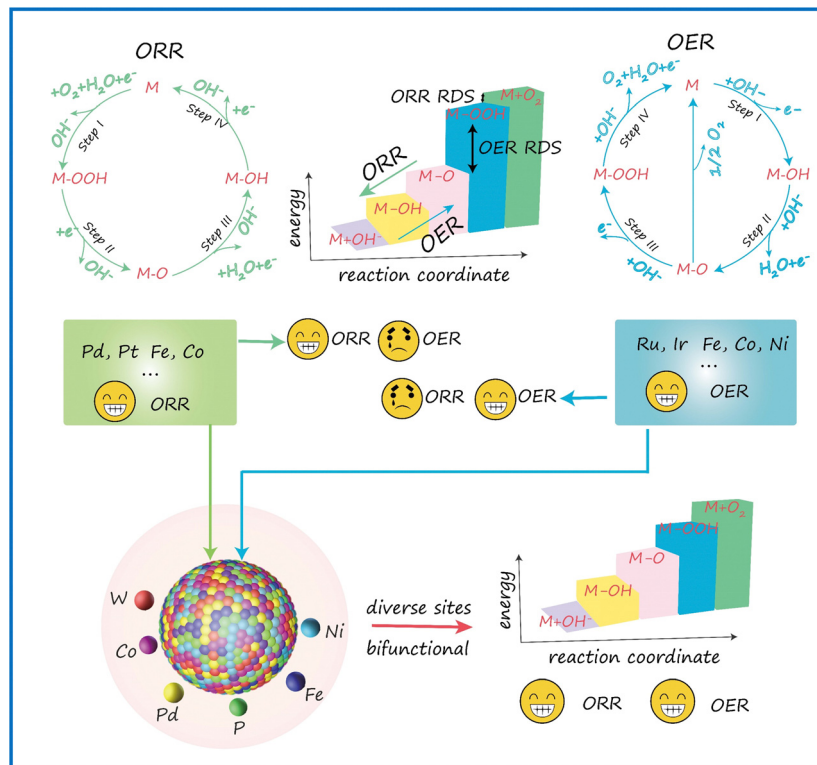 ORR
+O₂+H₂O+e⁻
M
OH⁻
+e⁻
OH⁻
Step I
Step IV
M-OOH
M-OH
+e⁻
Step II
Step III
OH⁻
OH⁻
M-O
+H₂O+e⁻
ORR RDS
M+O₂
M-OOH
OER RDS
ORR
M-O
M-OH
OER
M+OH⁻
energy
reaction coordinate
OER
O₂+H₂O+e⁻
M
+OH⁻
e⁻
+OH⁻
Step IV
Step I
1/2 O₂
M-OOH
M-OH
e⁻
Step III
Step II
+OH⁻
+OH⁻
M-O
H₂O+e⁻
Pd, Pt Fe, Co
...
ORR
ORR OER
ORR OER
Ru, Ir Fe, Co, Ni
...
OER
W
Co
Pd
P
Fe
Ni
diverse sites
bifunctional
M+O₂
M-OOH
M-O
M-OH
M+OH⁻
energy
reaction coordinate
ORR OER